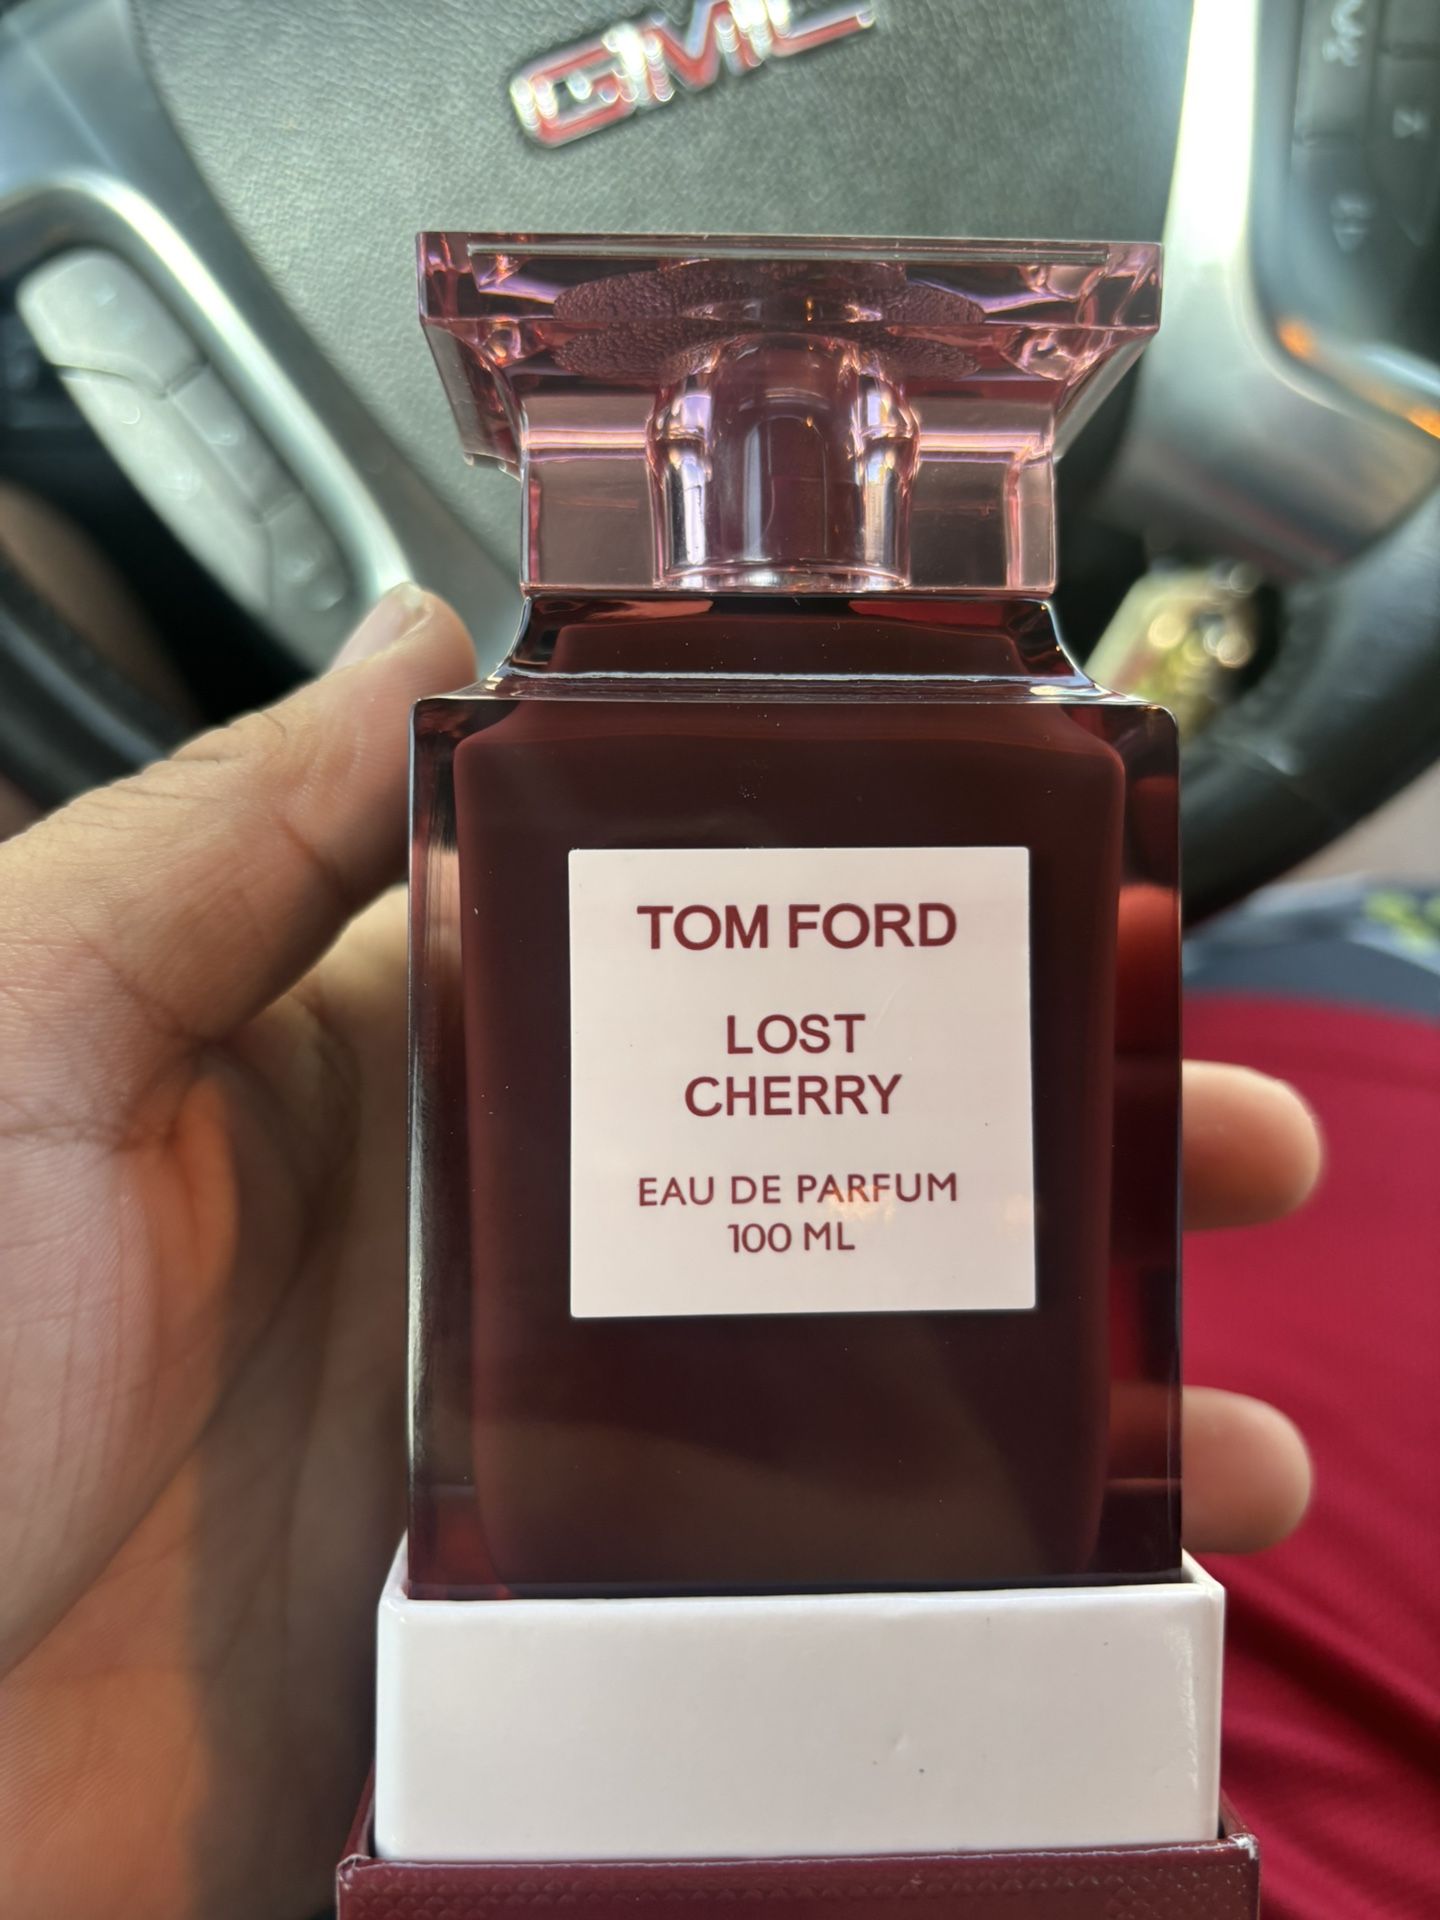 GMC
TOM FORD
LOST
CHERRY
EAU DE PARFUM
100 ML